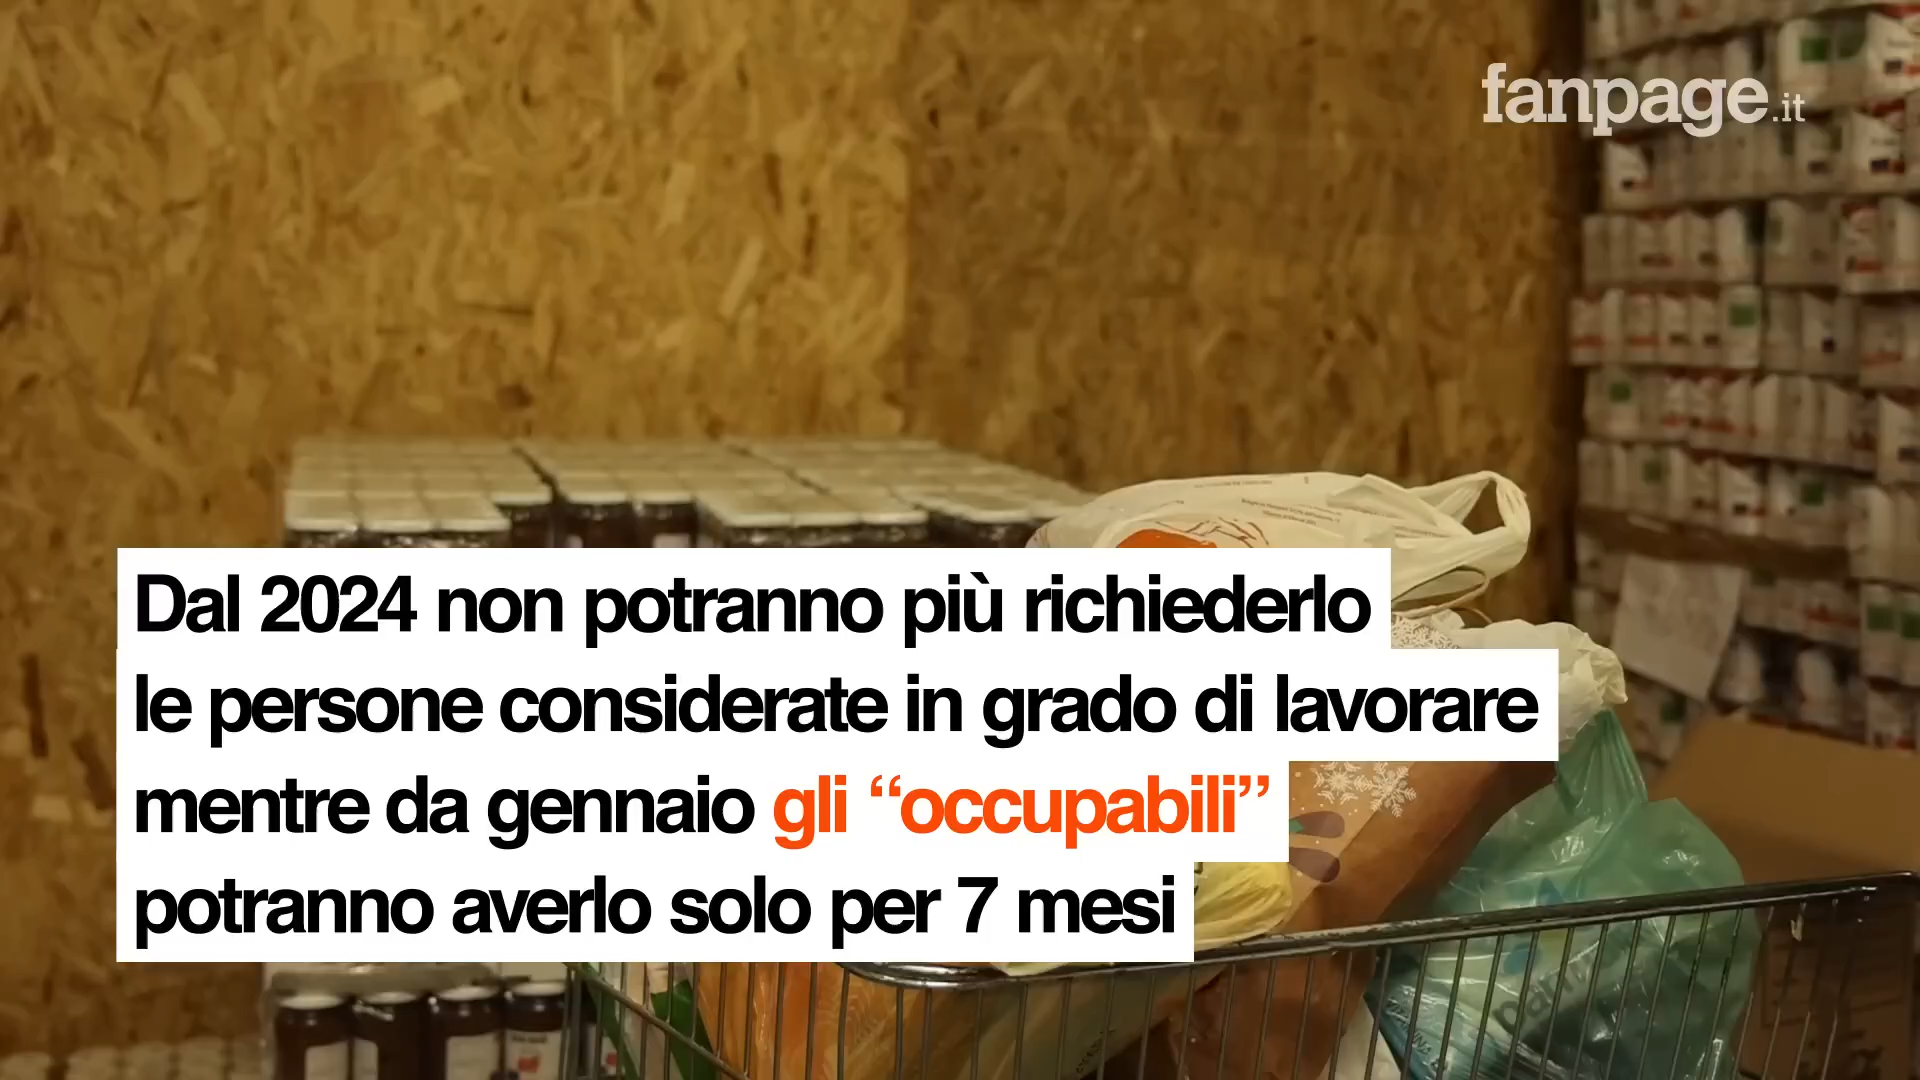 fanpage.it
Dal 2024 non potranno più richiederlo
le persone considerate in grado di lavorare
mentre da gennaio gli “occupabili”
potranno averlo solo per 7 mesi